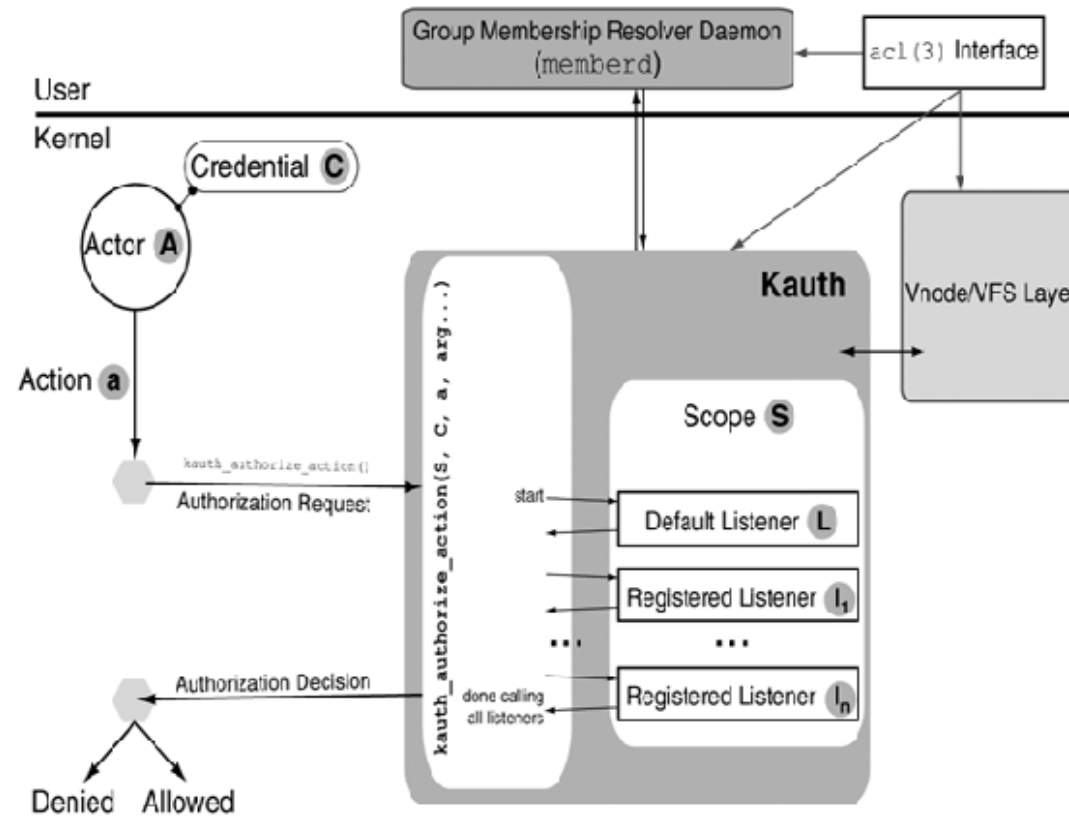 Group Membership Resolver Daemon
(memberd)
acl(3) Interface
User
Kernel
Credential C
Actor A
Kauth
Vnode/VFS Laye
Action a
kauth_authorize_action(S, C, a, arg...)
Scope S
kauth_authorize_action()
Authorization Request
start
Default Listener L
Registered Listener l1
... ...
Authorization Decision
done calling
all listeners
Registered Listener ln
Denied Allowed